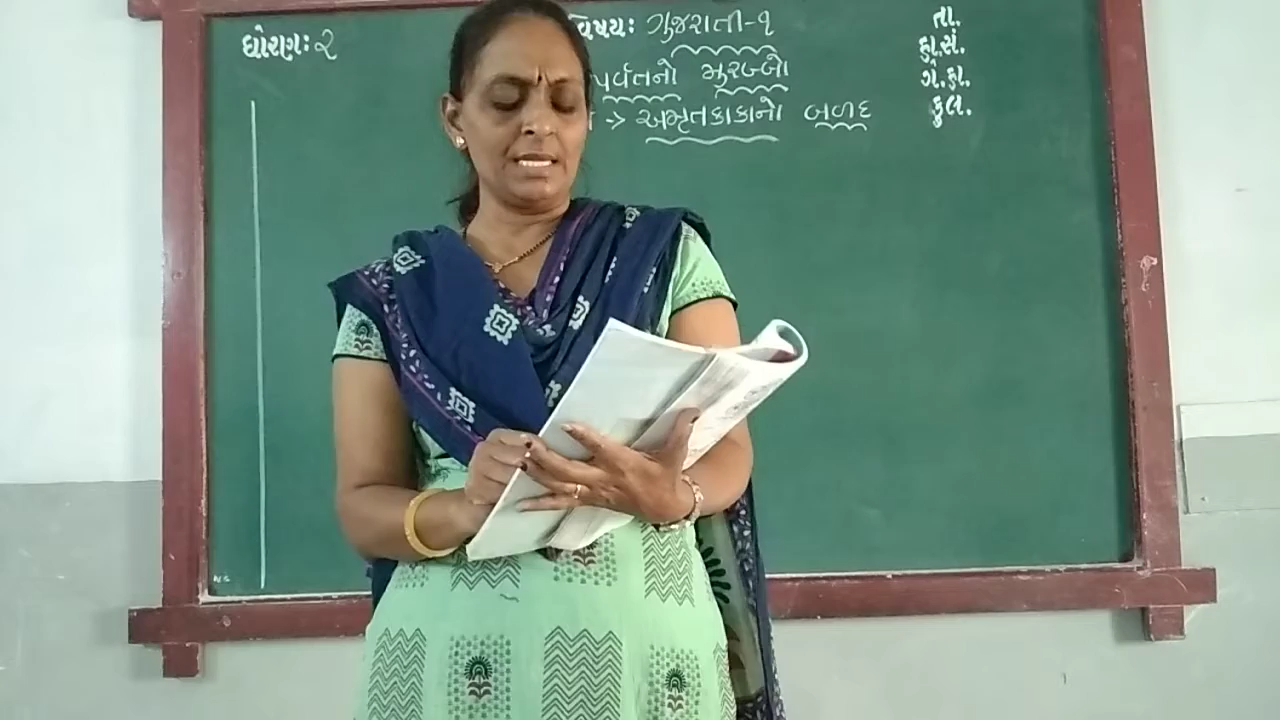 ધોરણઃ૨
વિષયઃ ગુજરાતી-૧
પર્વતનો મુરબ્બો
-> અમૃતકાકાનો બળદ
તા.
હા.સં.
ગે.હા.
કુલ.